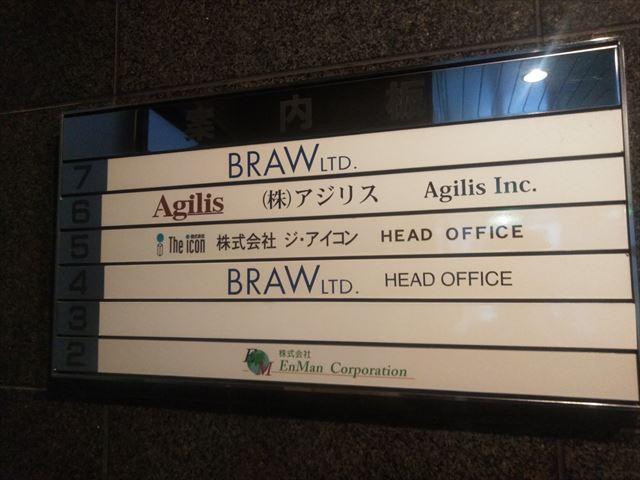 案内板
7 BRAW LTD.
6 Agilis (株)アジリス Agilis Inc.
5 株式会社 The icon 株式会社 ジ・アイコン HEAD OFFICE
4 BRAW LTD. HEAD OFFICE
3
2 EM 株式会社 EnMan Corporation